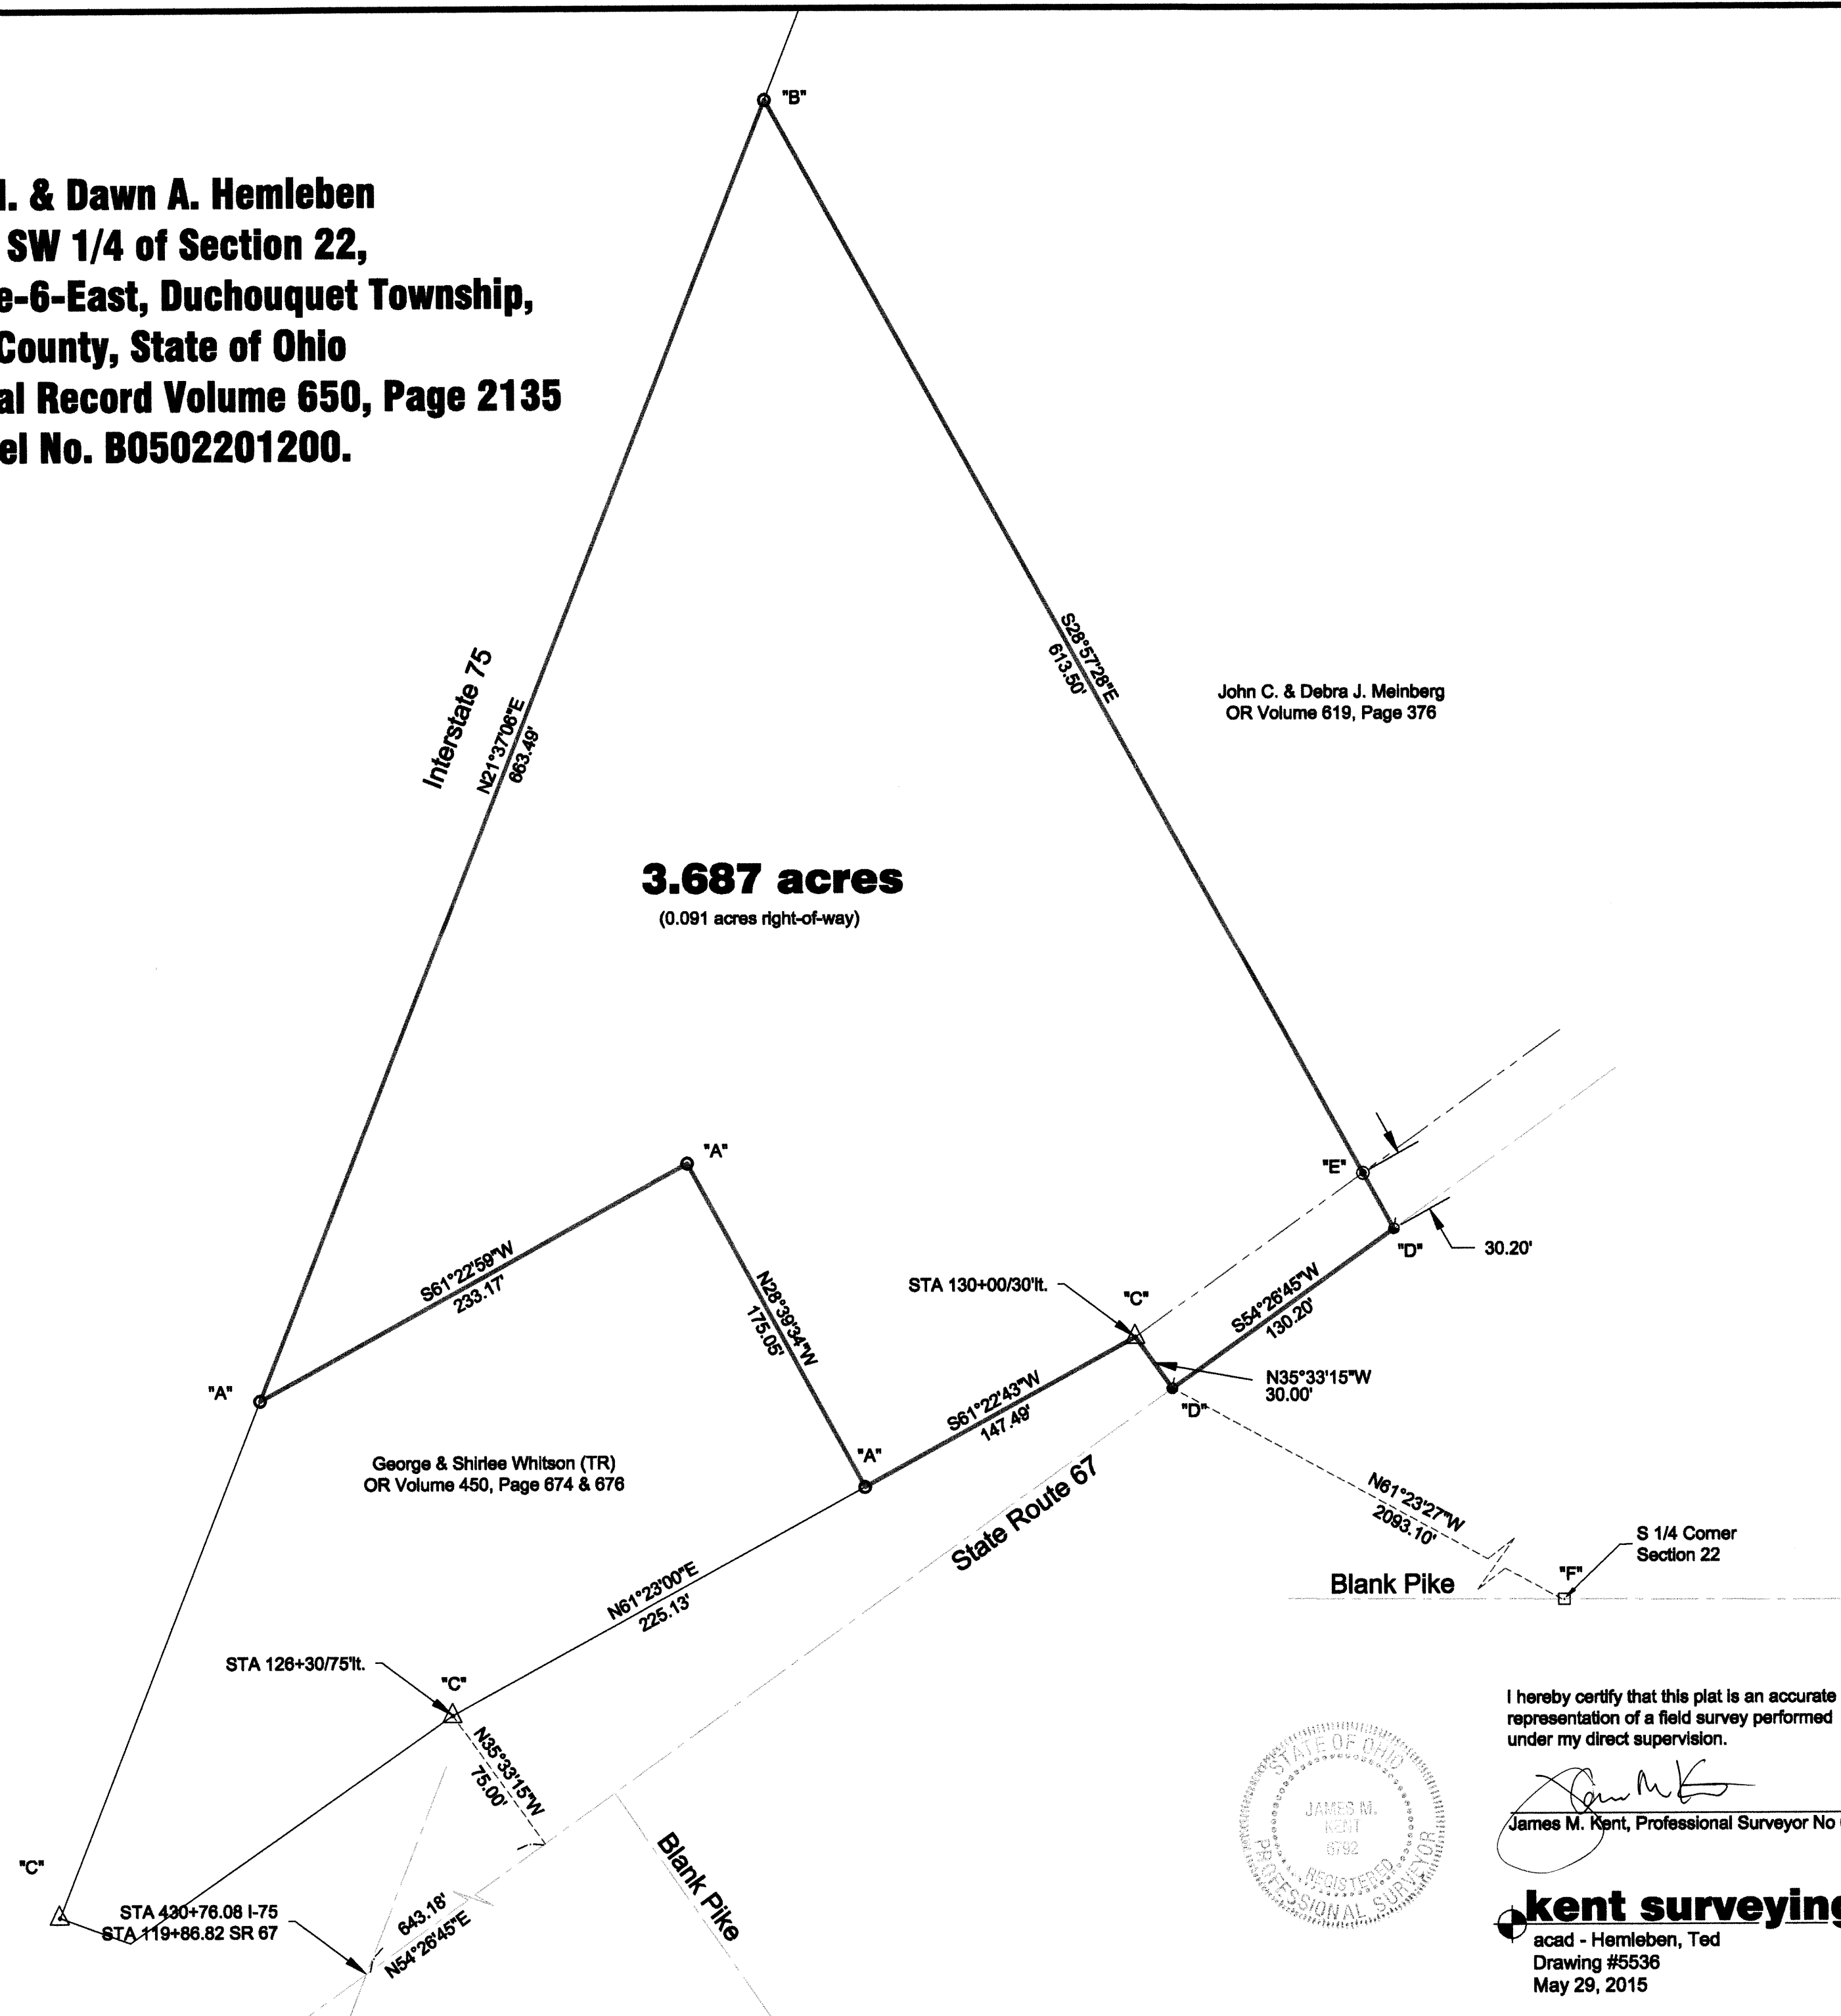 "B"
I. & Dawn A. Hemleben
SW 1/4 of Section 22,
e-6-East, Duchouquet Township,
County, State of Ohio
al Record Volume 650, Page 2135
el No. B0502201200.
Interstate 75
N21°37'06"E
663.49'
S28°57'28"E
613.50'
John C. & Debra J. Meinberg
OR Volume 619, Page 376
3.687 acres
(0.091 acres right-of-way)
"A"
"E"
S61°22'59"W
233.17'
N28°39'34"W
175.05'
"D"
30.20'
STA 130+00/30'lt.
"C"
S54°26'45"W
130.20'
N35°33'15"W
30.00'
"A"
S61°22'43"W
147.49'
"D"
George & Shirlee Whitson (TR)
OR Volume 450, Page 674 & 676
"A"
State Route 67
N61°23'27"W
2093.10'
S 1/4 Corner
Section 22
"F"
Blank Pike
N61°23'00"E
225.13'
STA 126+30/75'lt.
"C"
N35°33'15"W
75.00'
Blank Pike
"C"
STA 430+76.08 I-75
STA 119+86.82 SR 67
643.18'
N54°26'45"E
I hereby certify that this plat is an accurate
representation of a field survey performed
under my direct supervision.
James M. Kent, Professional Surveyor No
STATE OF OHIO
JAMES M.
KENT
6792
REGISTERED
PROFESSIONAL SURVEYOR
kent surveying
acad - Hemleben, Ted
Drawing #5536
May 29, 2015